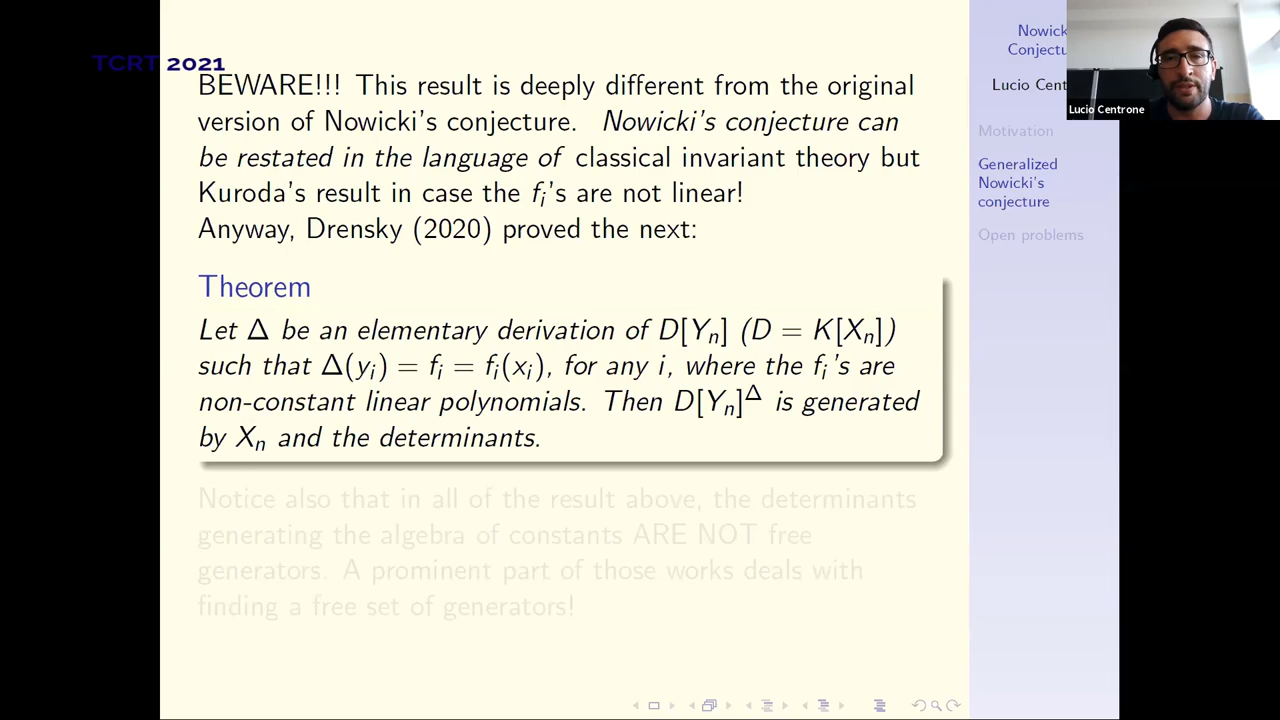 TCRT 2021
BEWARE!!! This result is deeply different from the original
version of Nowicki's conjecture. Nowicki's conjecture can
be restated in the language of classical invariant theory but
Kuroda's result in case the fᵢ's are not linear!
Anyway, Drensky (2020) proved the next:
Theorem
Let Δ be an elementary derivation of D[Yₙ] (D = K[Xₙ])
such that Δ(yᵢ) = fᵢ = fᵢ(xᵢ), for any i, where the fᵢ's are
non-constant linear polynomials. Then D[Yₙ]^Δ is generated
by Xₙ and the determinants.
Notice also that in all of the result above, the determinants
generating the algebra of constants ARE NOT free
generators. A prominent part of those works deals with
finding a free set of generators!
Nowick
Conjectu
Lucio Cent
Lucio Centrone
Motivation
Generalized
Nowicki's
conjecture
Open problems